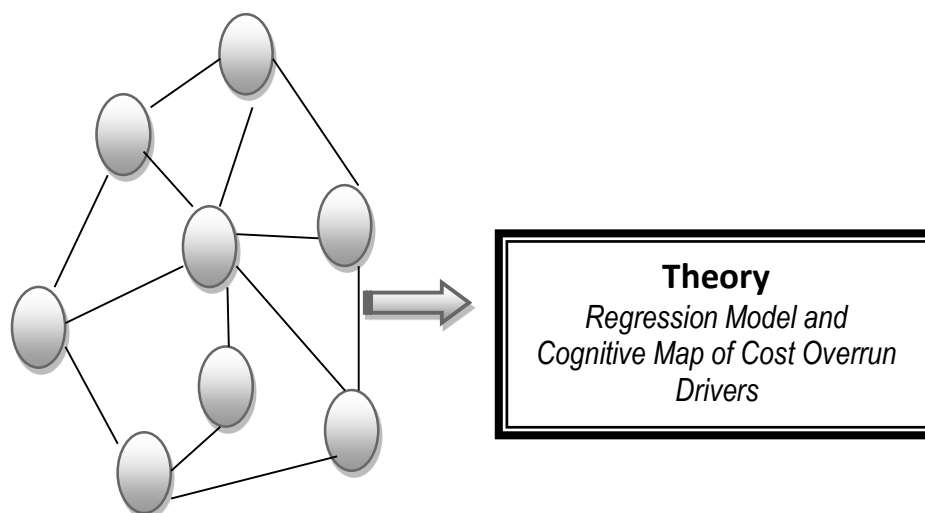 Theory
Regression Model and
Cognitive Map of Cost Overrun
Drivers